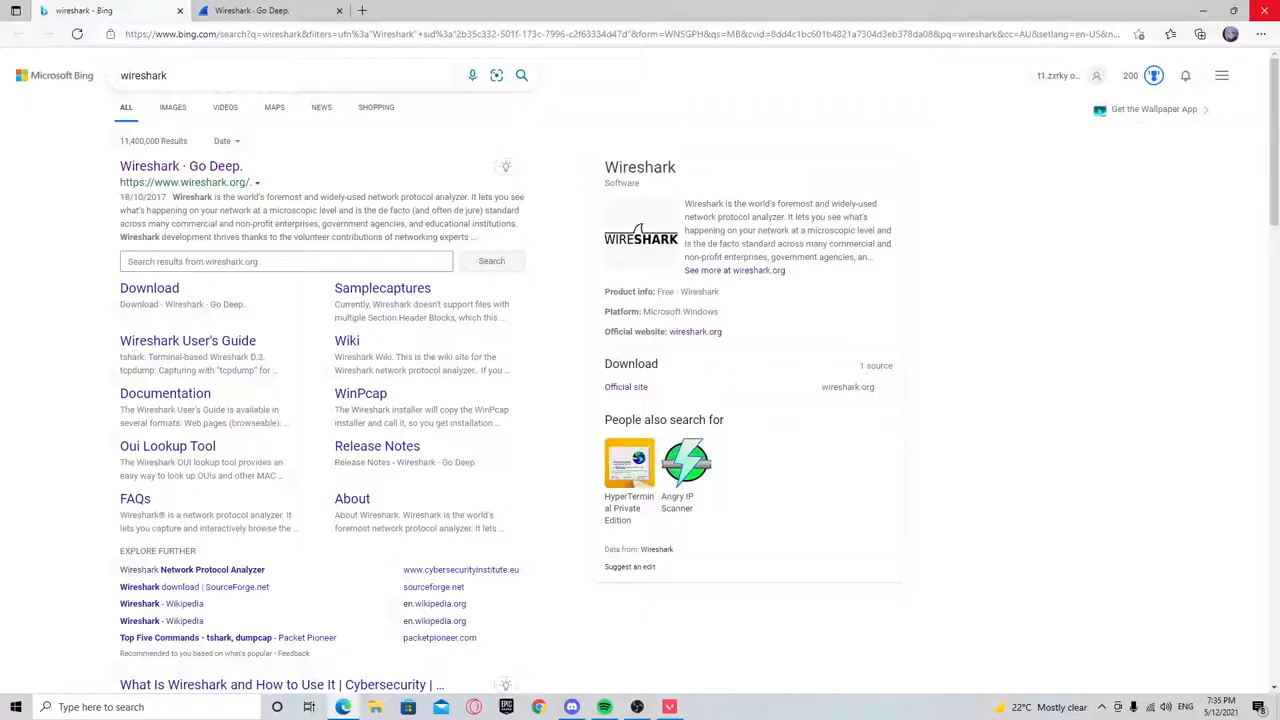 wireshark - Bing
Wireshark · Go Deep.
https://www.bing.com/search?q=wireshark&filters=ufn%3a"Wireshark"+sid%3a"2b35c332-501f-173c-7996-c2f63334d47d"&form=WNSGPH&qs=MB&cvid=8dd4c1bc601b4821a7304d3eb378da08&pq=wireshark&cc=AU&setlang=en-US&n...
Microsoft Bing
wireshark
t1.zxrky o...
200
ALL
IMAGES
VIDEOS
MAPS
NEWS
SHOPPING
Get the Wallpaper App
11,400,000 Results
Date
Wireshark · Go Deep.
https://www.wireshark.org/.
18/10/2017 · Wireshark is the world's foremost and widely-used network protocol analyzer. It lets you see
what's happening on your network at a microscopic level and is the de facto (and often de jure) standard
across many commercial and non-profit enterprises, government agencies, and educational institutions.
Wireshark development thrives thanks to the volunteer contributions of networking experts ...
Search results from wireshark.org
Search
Download
Download · Wireshark · Go Deep.
Samplecaptures
Currently, Wireshark doesn't support files with
multiple Section Header Blocks, which this ...
Wireshark User's Guide
tshark: Terminal-based Wireshark D.3.
tcpdump: Capturing with "tcpdump" for ...
Wiki
Wireshark Wiki. This is the wiki site for the
Wireshark network protocol analyzer.. If you ...
Documentation
The Wireshark User's Guide is available in
several formats: Web pages (browseable): ...
WinPcap
The Wireshark installer will copy the WinPcap
installer and call it, so you get installation ...
Oui Lookup Tool
The Wireshark OUI lookup tool provides an
easy way to look up OUIs and other MAC ...
Release Notes
Release Notes - Wireshark · Go Deep.
FAQs
Wireshark® is a network protocol analyzer. It
lets you capture and interactively browse the ...
About
About Wireshark. Wireshark is the world's
foremost network protocol analyzer. It lets ...
EXPLORE FURTHER
Wireshark Network Protocol Analyzer
www.cybersecurityinstitute.eu
Wireshark download | SourceForge.net
sourceforge.net
Wireshark - Wikipedia
en.wikipedia.org
Wireshark - Wikipedia
en.wikipedia.org
Top Five Commands - tshark, dumpcap - Packet Pioneer
packetpioneer.com
Recommended to you based on what's popular • Feedback
What Is Wireshark and How to Use It | Cybersecurity | ...
Wireshark
Software
WIRESHARK
Wireshark is the world's foremost and widely-used
network protocol analyzer. It lets you see what's
happening on your network at a microscopic level and
is the de facto standard across many commercial and
non-profit enterprises, government agencies, an...
See more at wireshark.org
Product info: Free · Wireshark
Platform: Microsoft Windows
Official website: wireshark.org
Download
1 source
Official site
wireshark.org
People also search for
HyperTermin
al Private
Edition
Angry IP
Scanner
Data from: Wireshark
Suggest an edit
Type here to search
EPIC
7:35 PM
5/12/2021